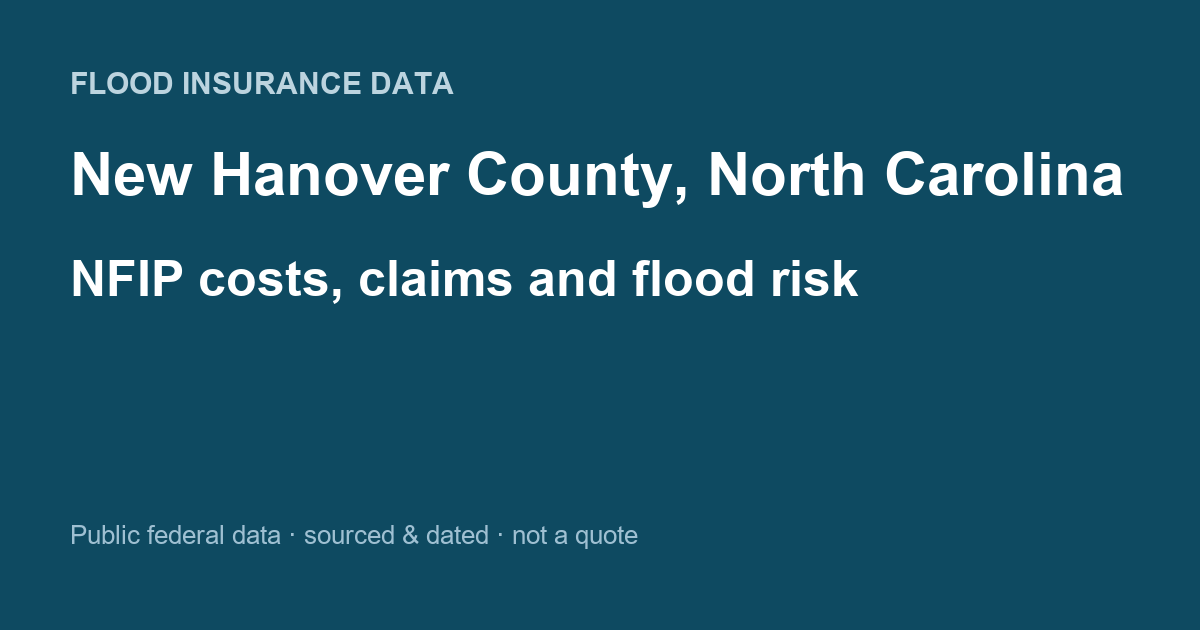 FLOOD INSURANCE DATA
New Hanover County, North Carolina
NFIP costs, claims and flood risk
Public federal data · sourced & dated · not a quote